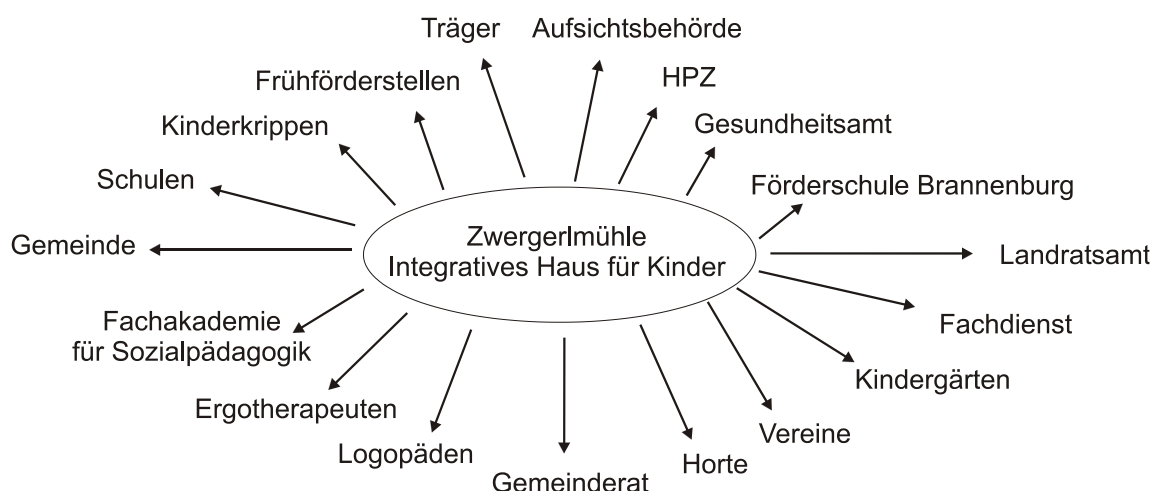 Träger
Aufsichtsbehörde
Frühförderstellen
HPZ
Kinderkrippen
Gesundheitsamt
Schulen
Förderschule Brannenburg
Gemeinde
Zwergerlmühle
Integratives Haus für Kinder
Landratsamt
Fachakademie
für Sozialpädagogik
Fachdienst
Kindergärten
Ergotherapeuten
Vereine
Logopäden
Horte
Gemeinderat